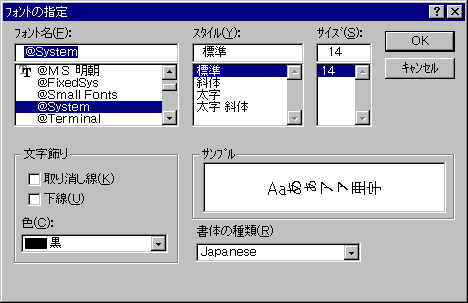 フォントの指定
フォント名(F):
@System
@ＭＳ 明朝
@FixedSys
@Small Fonts
@System
@Terminal
スタイル(Y):
標準
標準
斜体
太字
太字 斜体
サイズ(S):
14
14
OK
キャンセル
文字飾り
取り消し線(K)
下線(U)
色(C):
黒
サンプル
Aaあぁアァ亜宇
書体の種類(R)
Japanese